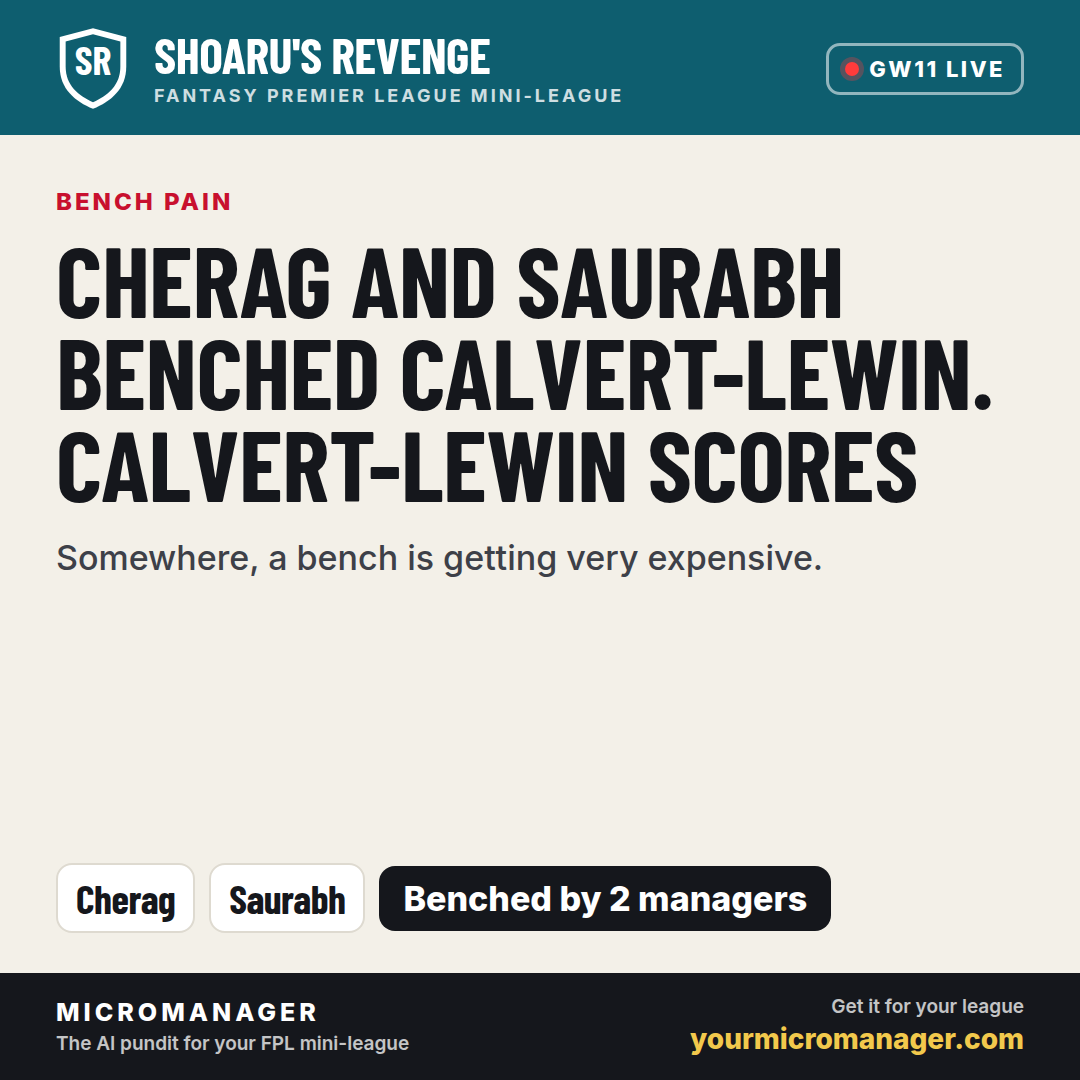 SR
SHOARU'S REVENGE
FANTASY PREMIER LEAGUE MINI-LEAGUE
GW11 LIVE
BENCH PAIN
CHERAG AND SAURABH
BENCHED CALVERT-LEWIN.
CALVERT-LEWIN SCORES
Somewhere, a bench is getting very expensive.
Cherag
Saurabh
Benched by 2 managers
MICROMANAGER
The AI pundit for your FPL mini-league
Get it for your league
yourmicromanager.com